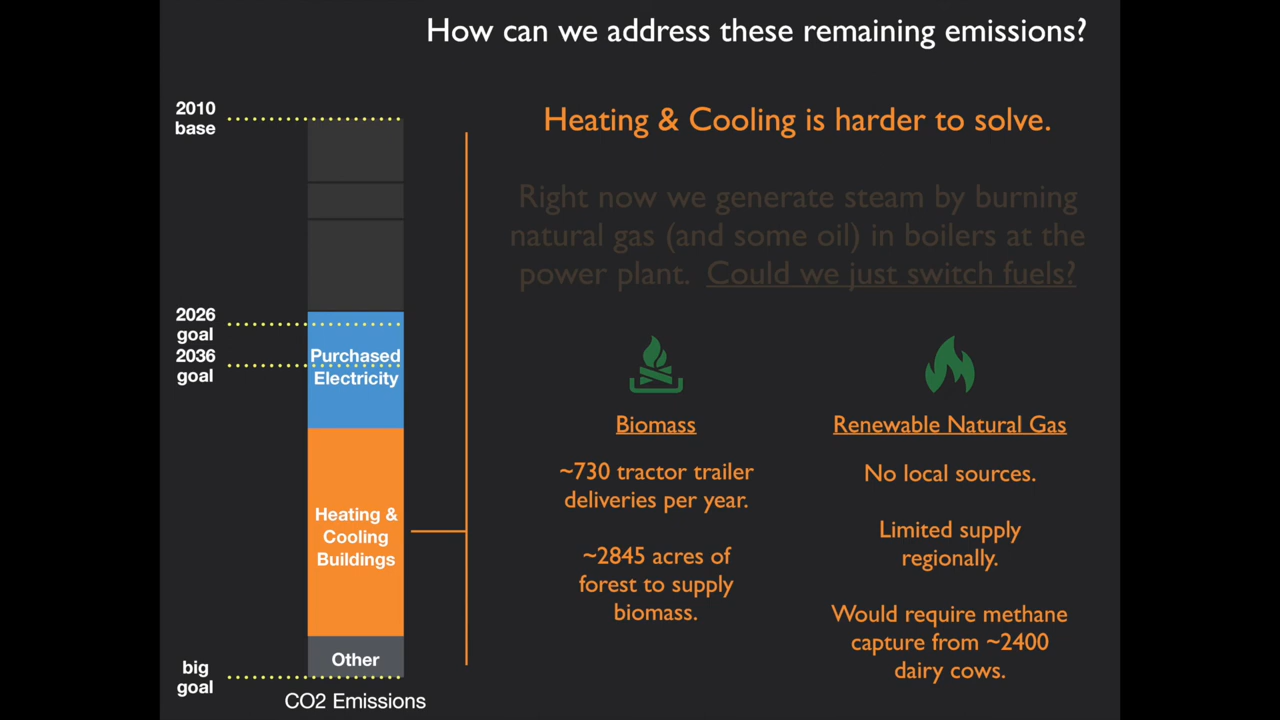 How can we address these remaining emissions?
2010
base
2026
goal
2036
goal
big
goal
Purchased
Electricity
Heating &
Cooling
Buildings
Other
CO2 Emissions
Heating & Cooling is harder to solve.
Right now we generate steam by burning
natural gas (and some oil) in boilers at the
power plant. Could we just switch fuels?
Biomass
~730 tractor trailer
deliveries per year.
~2845 acres of
forest to supply
biomass.
Renewable Natural Gas
No local sources.
Limited supply
regionally.
Would require methane
capture from ~2400
dairy cows.